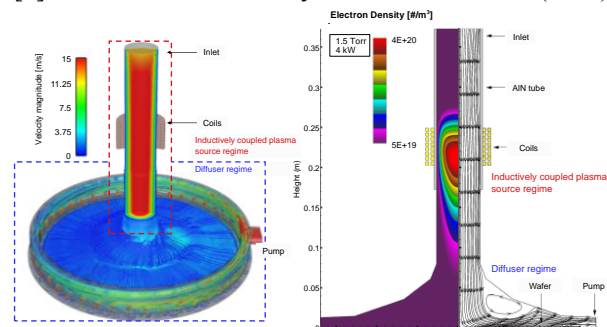 Electron Density [#/m³]
15
11.25
7.5
3.75
0
Velocity magnitude [m/s]
Inlet
Coils
Inductively coupled plasma
source regime
Diffuser regime
Pump
1.5 Torr
4 kW
4E+20
5E+19
0.35
0.3
0.25
0.2
0.15
0.1
0.05
0
Height (m)
Inlet
AlN tube
Coils
Inductively coupled plasma
source regime
Diffuser regime
Wafer
Pump